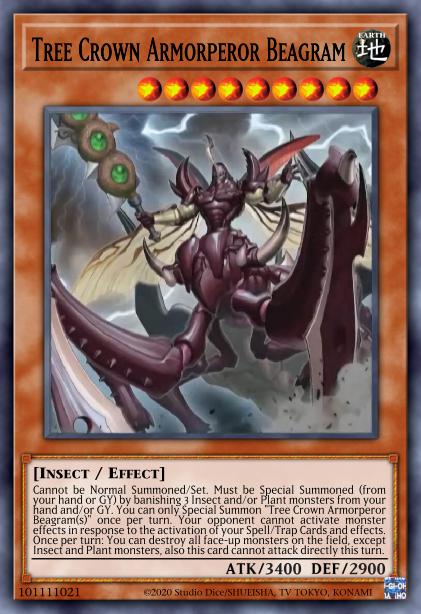 TREE CROWN ARMORPEROR BEAGRAM
EARTH
地
[INSECT / EFFECT]
Cannot be Normal Summoned/Set. Must be Special Summoned (from
your hand or GY) by banishing 3 Insect and/or Plant monsters from your
hand and/or GY. You can only Special Summon "Tree Crown Armorperor
Beagram(s)" once per turn. Your opponent cannot activate monster
effects in response to the activation of your Spell/Trap Cards and effects.
Once per turn: You can destroy all face-up monsters on the field, except
Insect and Plant monsters, also this card cannot attack directly this turn.
ATK/3400 DEF/2900
101111021
©2020 Studio Dice/SHUEISHA, TV TOKYO, KONAMI